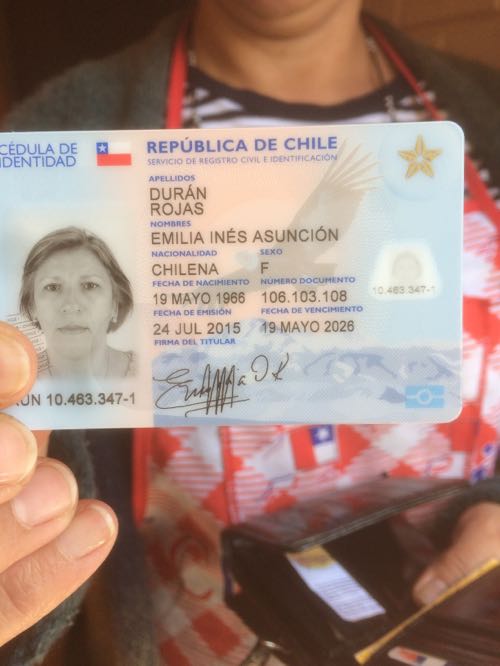 CÉDULA DE
IDENTIDAD
REPÚBLICA DE CHILE
SERVICIO DE REGISTRO CIVIL E IDENTIFICACIÓN
APELLIDOS
DURÁN
ROJAS
NOMBRES
EMILIA INÉS ASUNCIÓN
NACIONALIDAD SEXO
CHILENA F
FECHA DE NACIMIENTO NUMERO DOCUMENTO
19 MAYO 1966 106.103.108
FECHA DE EMISIÓN FECHA DE VENCIMIENTO
24 JUL 2015 19 MAYO 2026
FIRMA DEL TITULAR
10.463 347-1
RUN 10.463.347-1